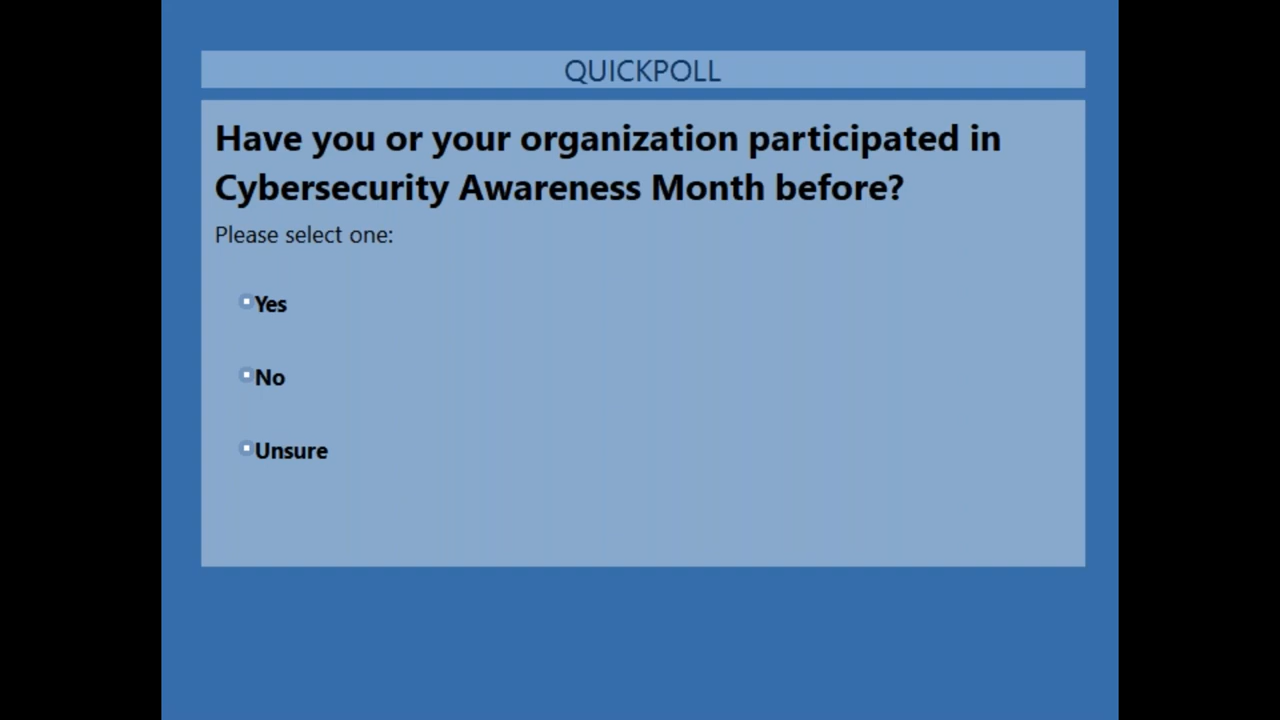 QUICKPOLL
Have you or your organization participated in
Cybersecurity Awareness Month before?
Please select one:
Yes
No
Unsure